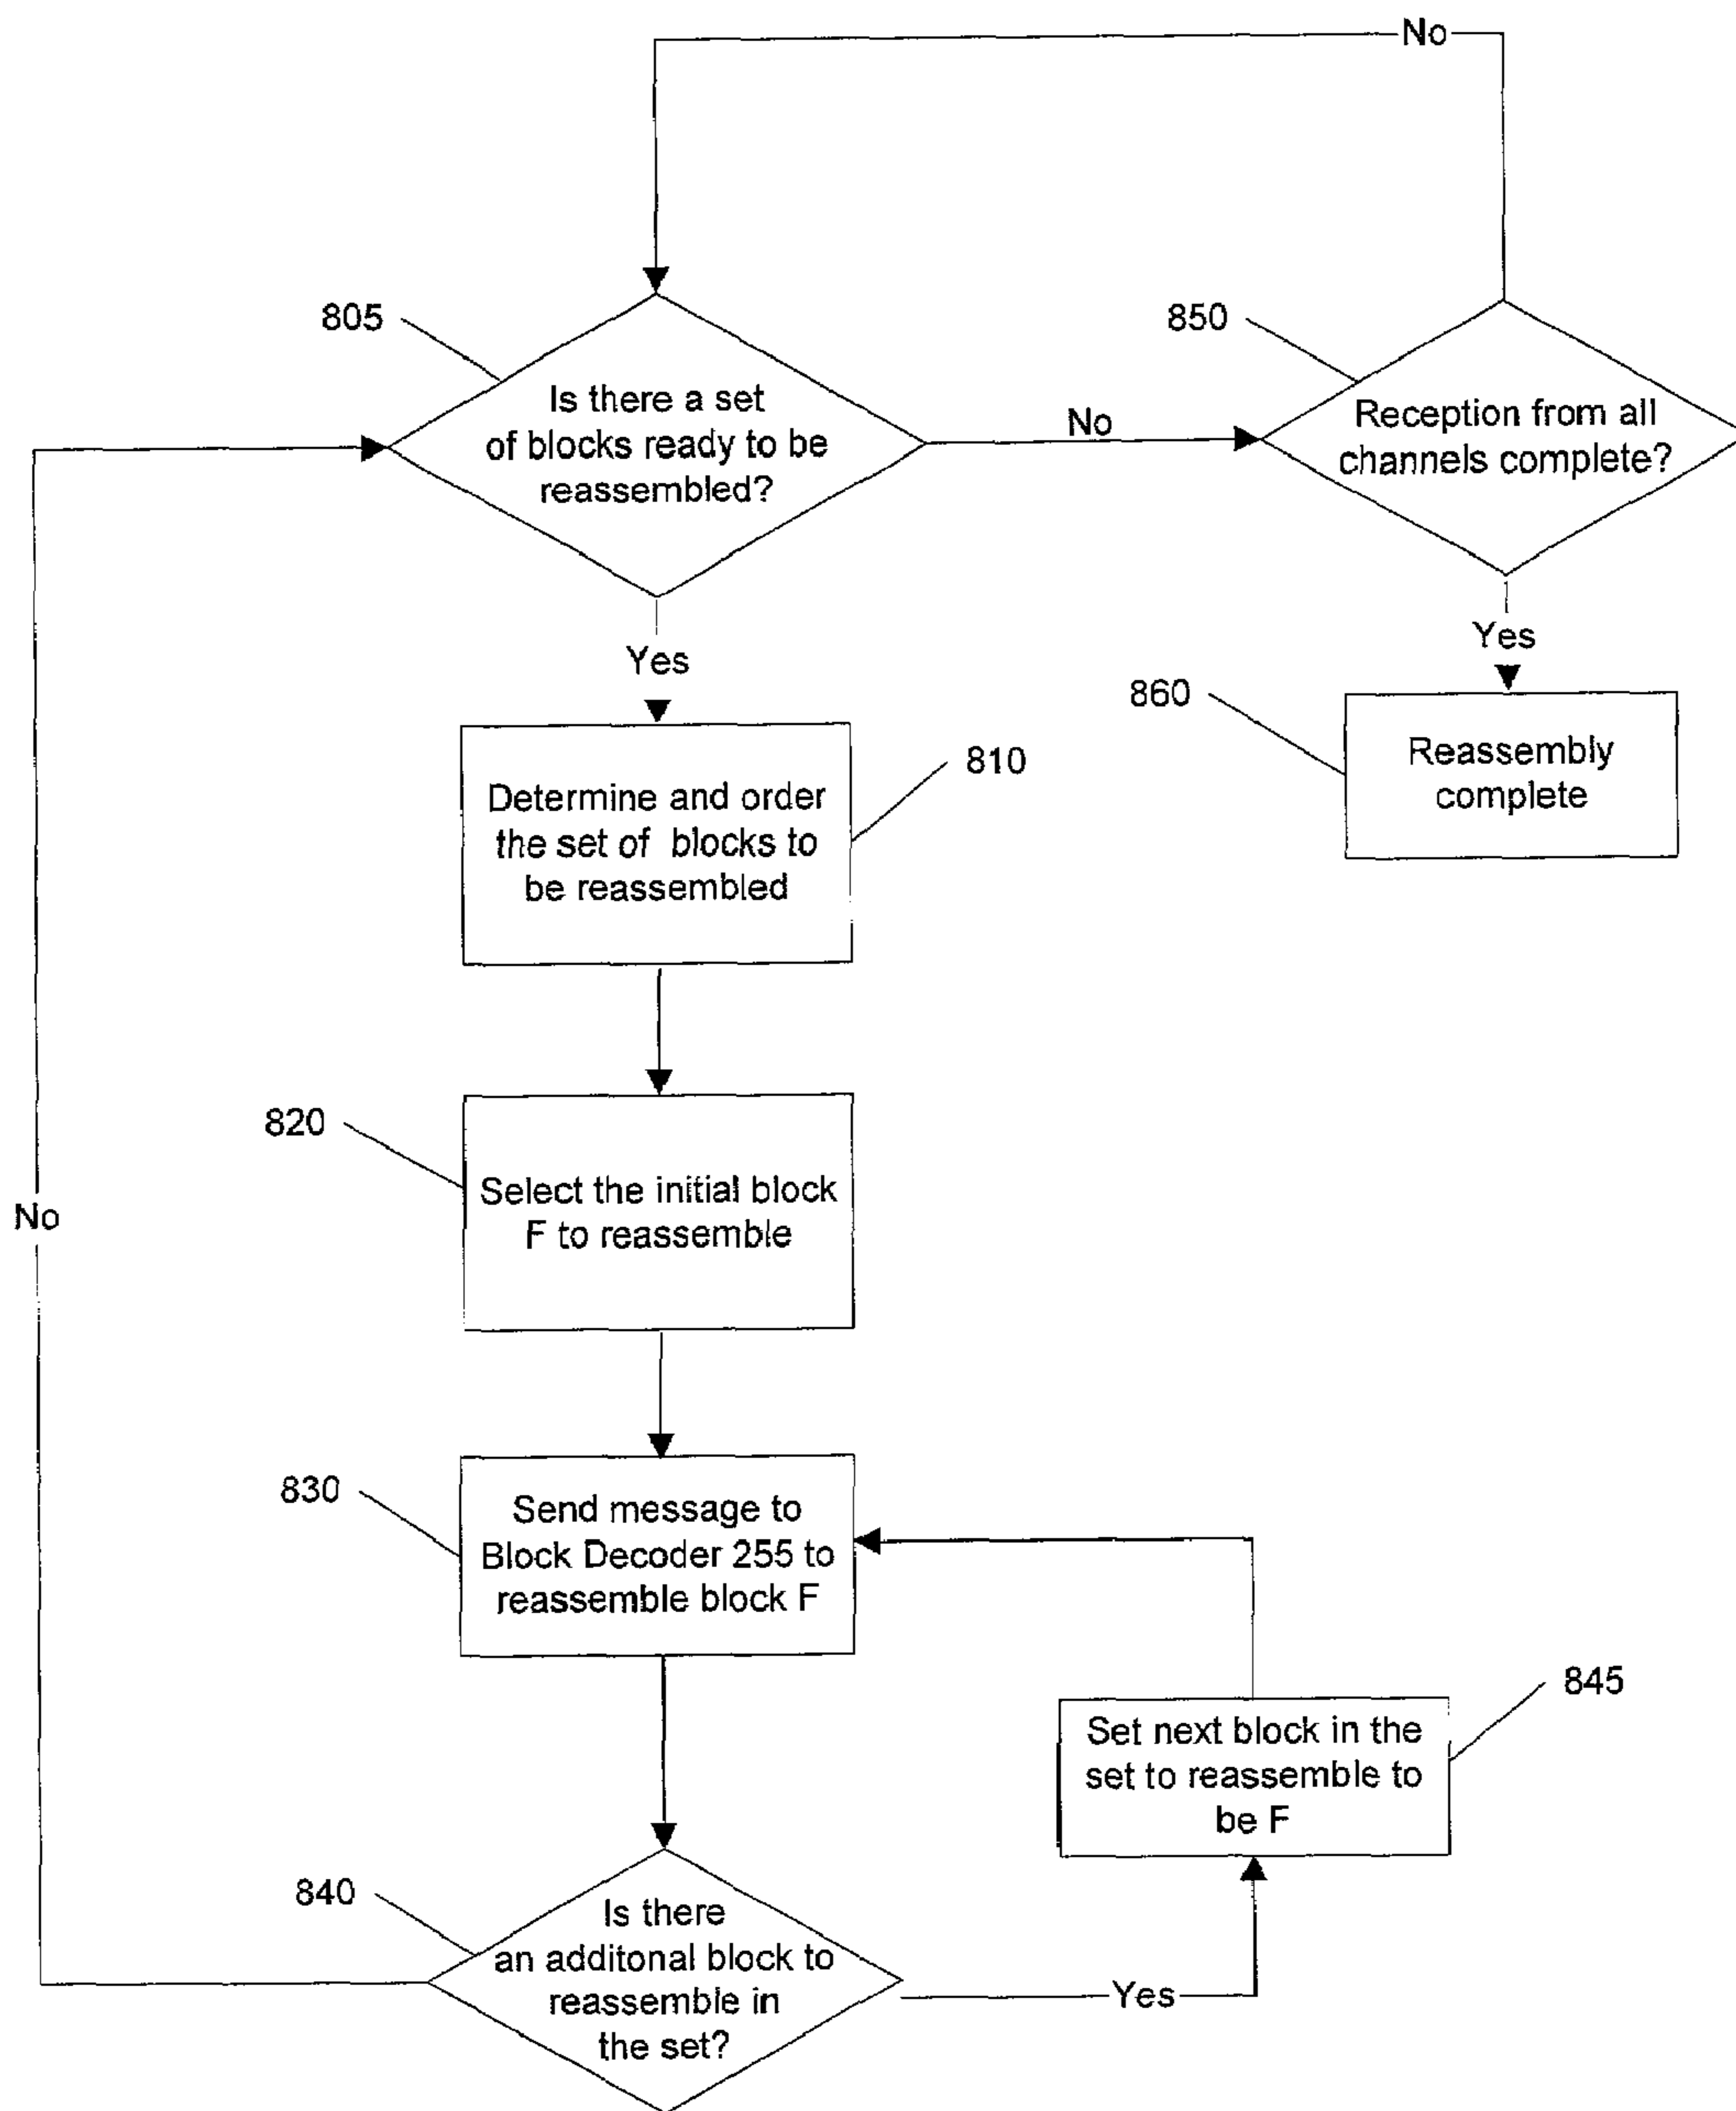 No
805
Is there a set
of blocks ready to be
reassembled?
No
850
Reception from all
channels complete?
Yes
Yes
860
Reassembly
complete
810
Determine and order
the set of blocks to
be reassembled
820
Select the initial block
F to reassemble
No
830
Send message to
Block Decoder 255 to
reassemble block F
845
Set next block in the
set to reassemble to
be F
840
Is there
an additonal block to
reassemble in
the set?
Yes